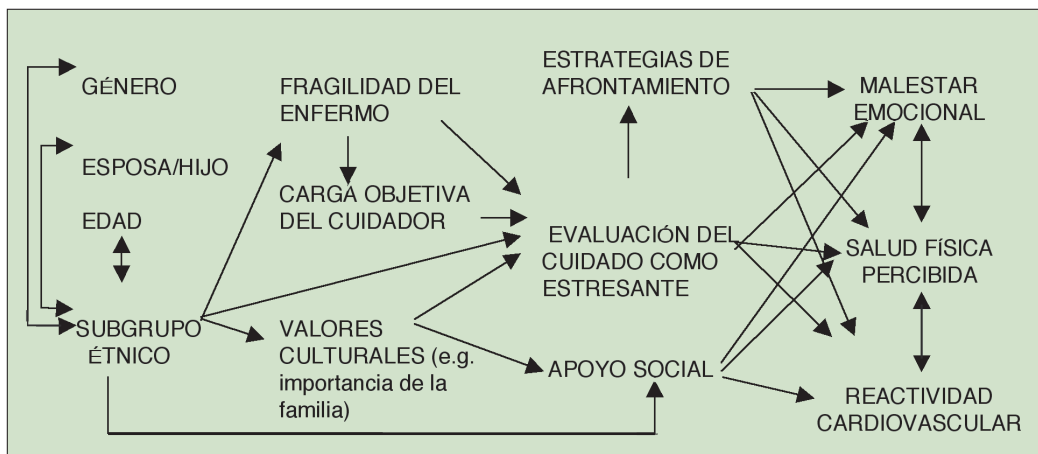 GÉNERO
ESPOSA/HIJO
EDAD
SUBGRUPO
ÉTNICO
FRAGILIDAD DEL
ENFERMO
CARGA OBJETIVA
DEL CUIDADOR
VALORES
CULTURALES (e.g.
importancia de la
familia)
ESTRATEGIAS DE
AFRONTAMIENTO
EVALUACIÓN DEL
CUIDADO COMO
ESTRESANTE
APOYO SOCIAL
MALESTAR
EMOCIONAL
SALUD FÍSICA
PERCIBIDA
REACTIVIDAD
CARDIOVASCULAR